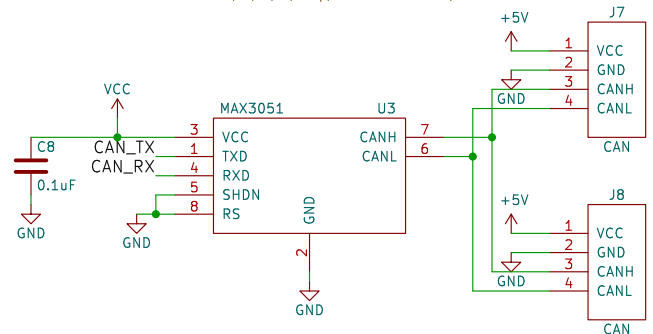 J7
+5V
1 VCC
2 GND
GND
3 CANH
4 CANL
CAN
VCC
MAX3051 U3
C8
0.1uF
GND
CAN_TX
CAN_RX
3 VCC
1 TXD
4 RXD
5 SHDN
8 RS
GND
CANH 7
CANL 6
GND
2
GND
J8
+5V
1 VCC
2 GND
GND
3 CANH
4 CANL
CAN